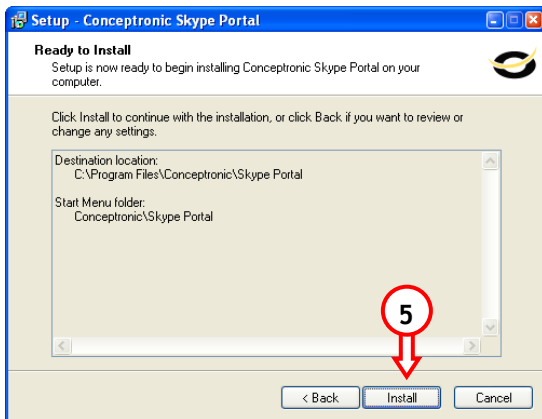 Setup - Conceptronic Skype Portal
Ready to Install
Setup is now ready to begin installing Conceptronic Skype Portal on your
computer.
Click Install to continue with the installation, or click Back if you want to review or
change any settings.
Destination location:
C:\Program Files\Conceptronic\Skype Portal
Start Menu folder:
Conceptronic\Skype Portal
5
< Back Install Cancel